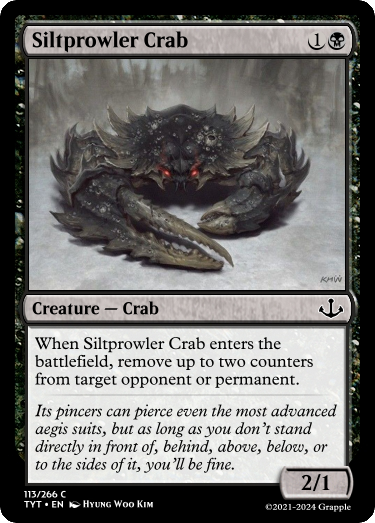 Siltprowler Crab 1
KHW
Creature — Crab
When Siltprowler Crab enters the
battlefield, remove up to two counters
from target opponent or permanent.
Its pincers can pierce even the most advanced
aegis suits, but as long as you don't stand
directly in front of, behind, above, below, or
to the sides of it, you'll be fine.
2/1
113/266 C
TYT • EN Hyung Woo Kim
©2021-2024 Grapple